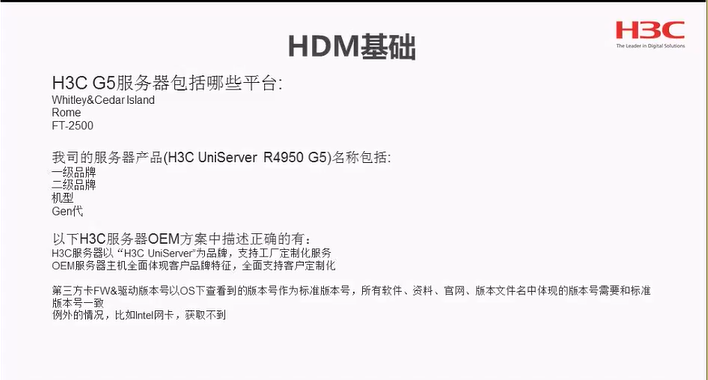 HDM基础
H3C
The Leader in Digital Solutions
H3C G5服务器包括哪些平台:
Whitley&Cedar Island
Rome
FT-2500
我司的服务器产品(H3C UniServer R4950 G5)名称包括:
一级品牌
二级品牌
机型
Gen代
以下H3C服务器OEM方案中描述正确的有：
H3C服务器以“H3C UniServer”为品牌，支持工厂定制化服务
OEM服务器主机全面体现客户品牌特征，全面支持客户定制化
第三方卡FW&驱动版本号以OS下查看到的版本号作为标准版本号，所有软件、资料、官网、版本文件名中体现的版本号需要和标准
版本号一致
例外的情况，比如Intel网卡，获取不到